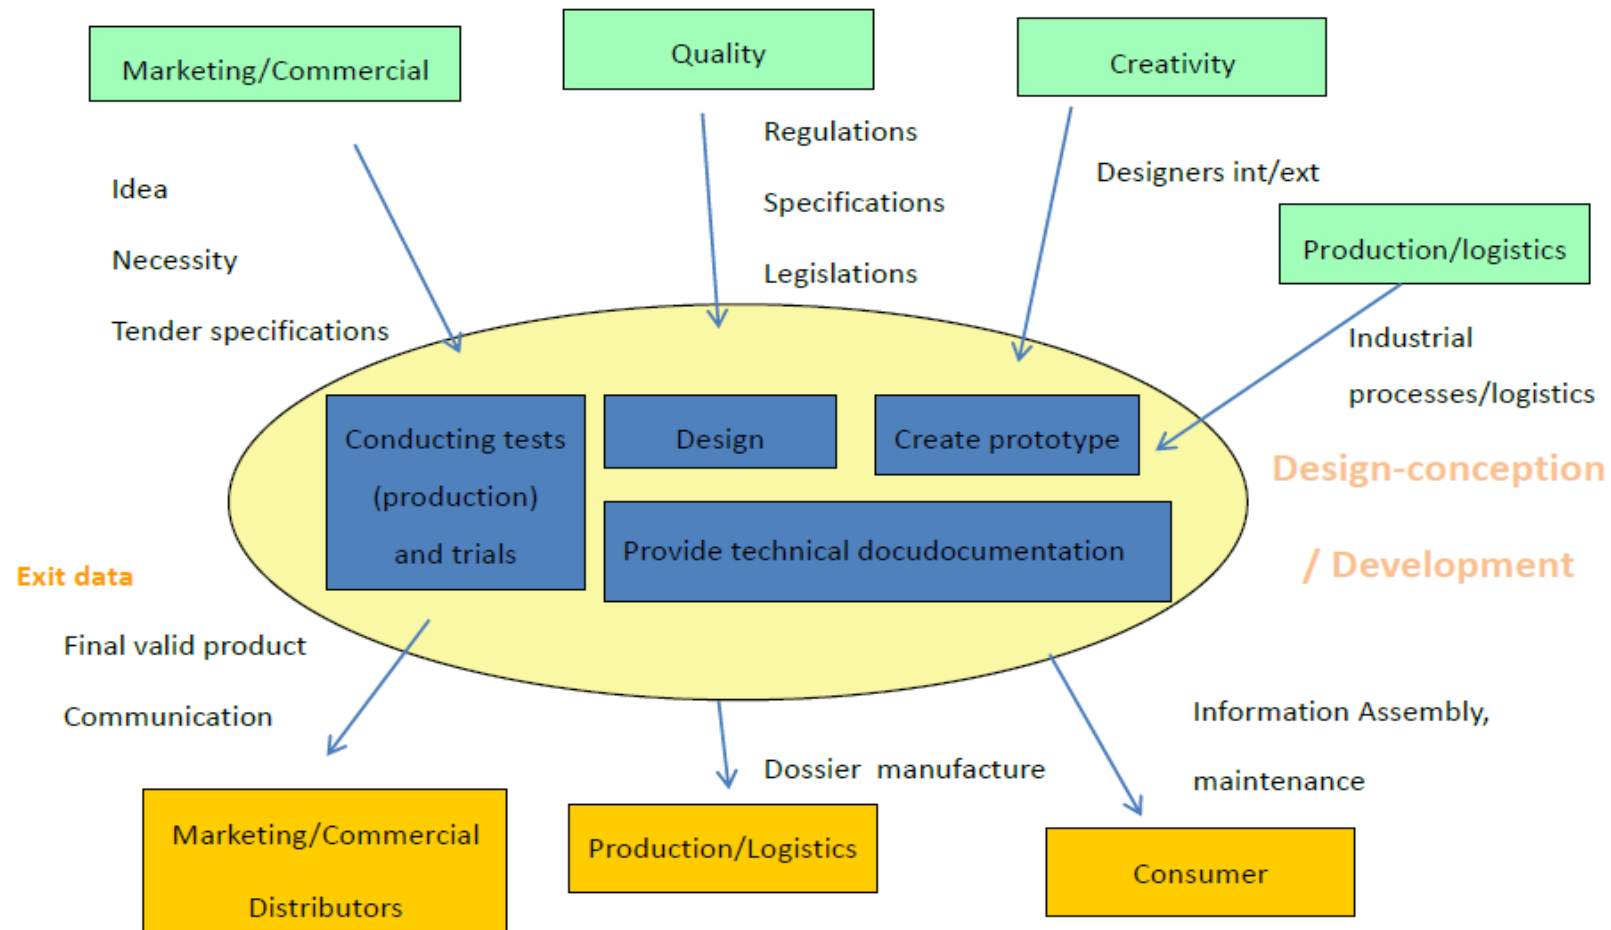 Marketing/Commercial
Quality
Creativity
Regulations
Designers int/ext
Idea
Specifications
Production/logistics
Necessity
Legislations
Tender specifications
Industrial
processes/logistics
Conducting tests
(production)
and trials
Design
Create prototype
Provide technical docudocumentation
Design-conception
/ Development
Exit data
Final valid product
Communication
Dossier  manufacture
Information Assembly,
maintenance
Marketing/Commercial
Distributors
Production/Logistics
Consumer